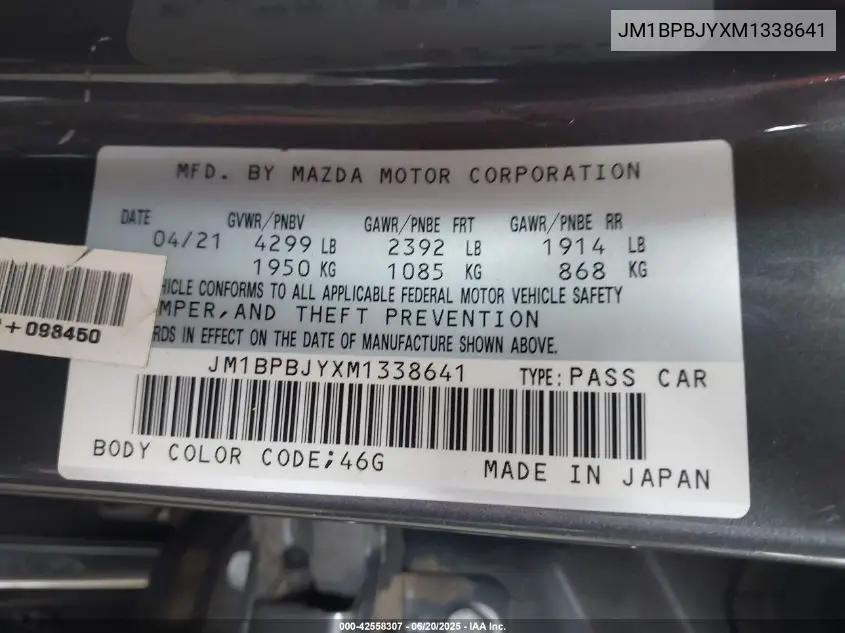 JM1BPBJYXM1338641
MFD. BY MAZDA MOTOR CORPORATION
DATE GVWR/PNBV GAWR/PNBE FRT GAWR/PNBE RR
04/21 4299 LB 2392 LB 1914 LB
1950 KG 1085 KG 868 KG
HICLE CONFORMS TO ALL APPLICABLE FEDERAL MOTOR VEHICLE SAFETY
MPER, AND THEFT PREVENTION
RDS IN EFFECT ON THE DATE OF MANUFACTURE SHOWN ABOVE.
+098450
JM1BPBJYXM1338641 TYPE: PASS CAR
BODY COLOR CODE;46G
MADE IN JAPAN
000-42558307 - 06/20/2025 - IAA Inc.